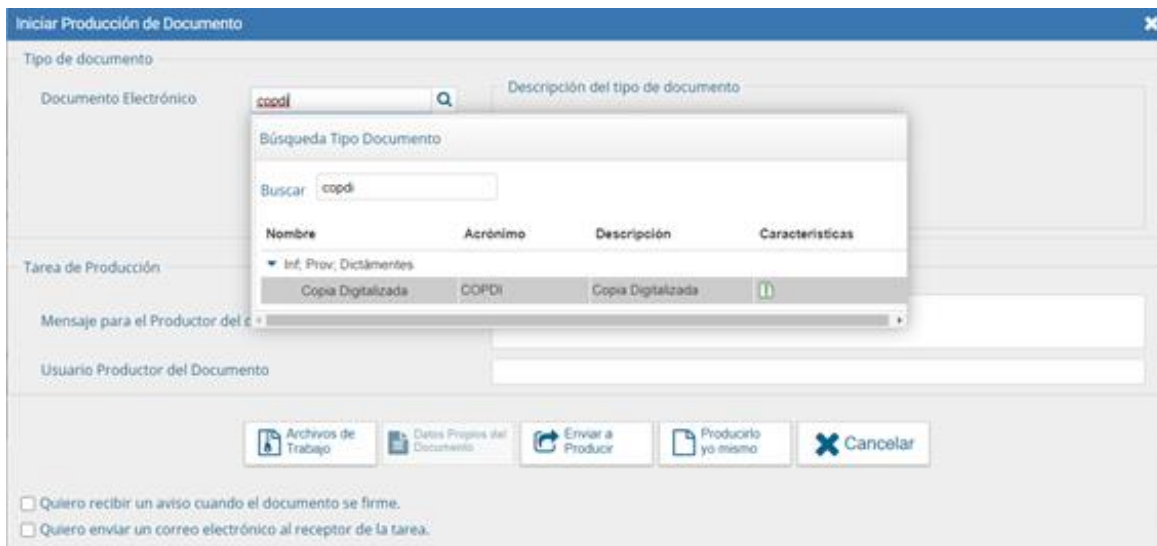 Iniciar Producción de Documento
Tipo de documento
Documento Electrónico
copdi
Descripción del tipo de documento
Búsqueda Tipo Documento
Buscar copdi
Nombre Acrónimo Descripción Características
Inf; Prov; Dictámentes
Copia Digitalizada COPDI Copia Digitalizada
Tarea de Producción
Mensaje para el Productor del
Usuario Productor del Documento
Archivos de Trabajo
Datos Propios del Documento
Enviar a Producir
Producirlo yo mismo
Cancelar
Quiero recibir un aviso cuando el documento se firme.
Quiero enviar un correo electrónico al receptor de la tarea.